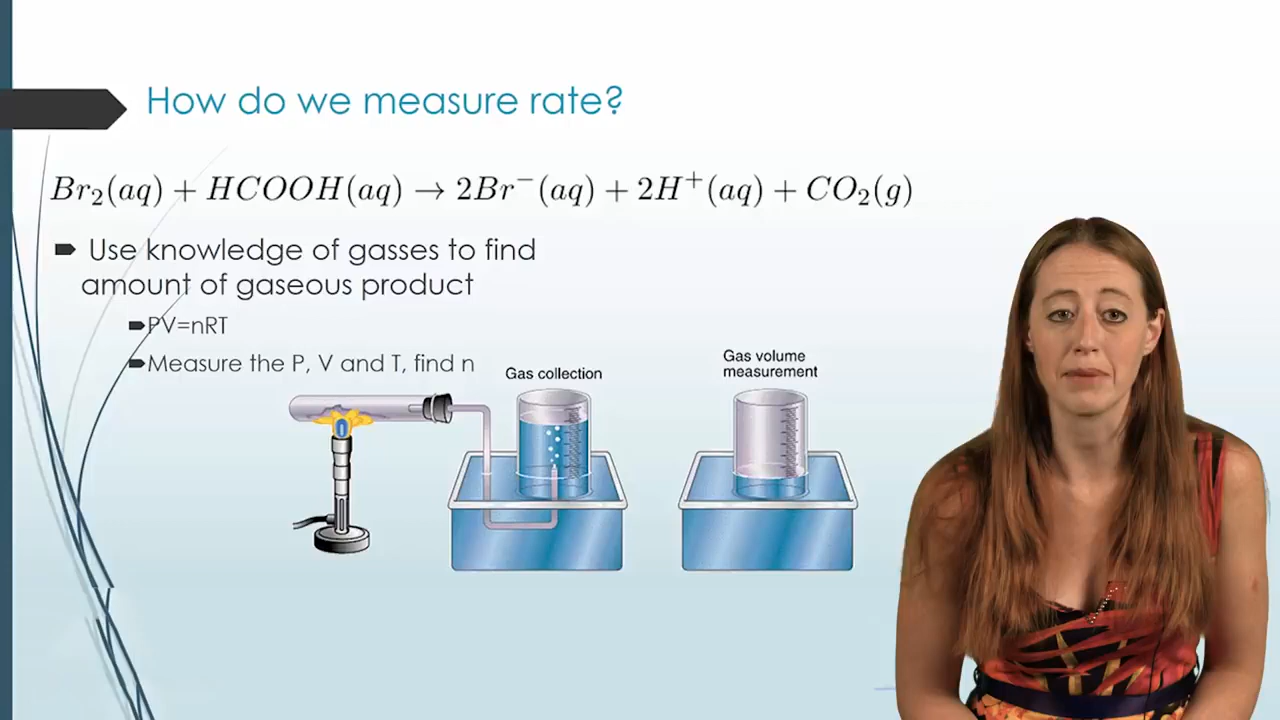 How do we measure rate?
Br₂(aq) + HCOOH(aq) → 2Br⁻(aq) + 2H⁺(aq) + CO₂(g)
Use knowledge of gasses to find
amount of gaseous product
PV=nRT
Measure the P, V and T, find n
Gas collection
Gas volume
measurement